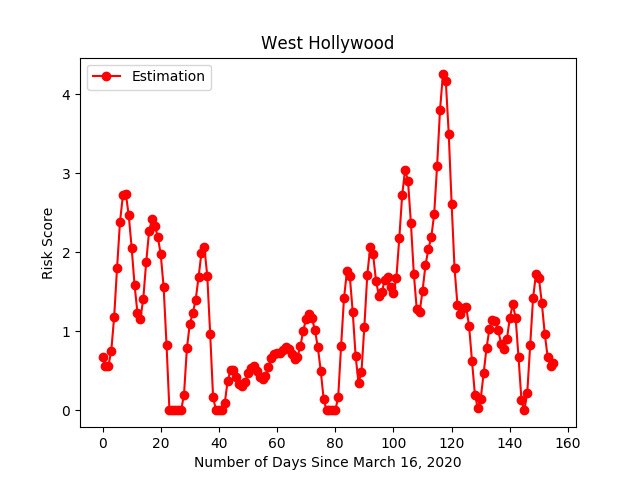 West Hollywood
Estimation
Risk Score
4
3
2
1
0
0 20 40 60 80 100 120 140 160
Number of Days Since March 16, 2020